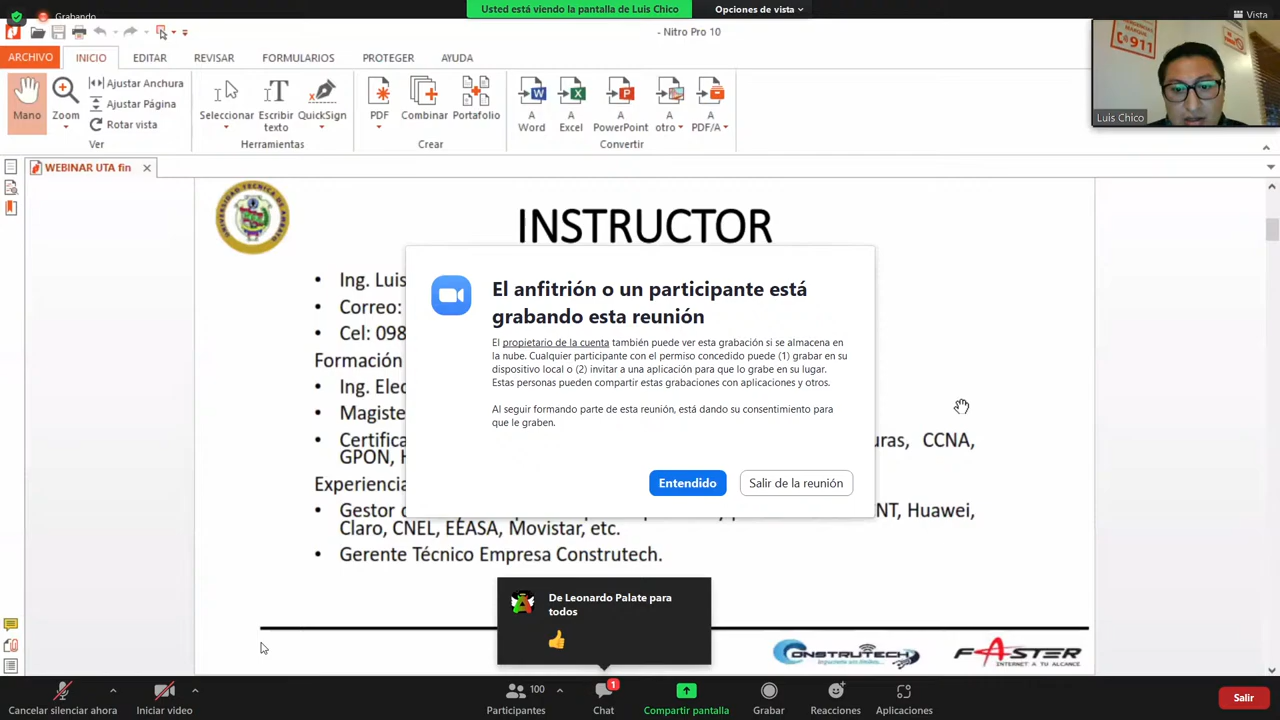 Grabando
Usted está viendo la pantalla de Luis Chico
Opciones de vista
Vista
- Nitro Pro 10
ARCHIVO
INICIO
EDITAR
REVISAR
FORMULARIOS
PROTEGER
AYUDA
Mano
Zoom
Ajustar Anchura
Ajustar Página
Rotar vista
Ver
Seleccionar
Escribir
texto
QuickSign
Herramientas
PDF
Combinar
Portafolio
Crear
A
Word
A
Excel
A
PowerPoint
A
otro
A
PDF/A
Convertir
911
Luis Chico
WEBINAR UTA fin
INSTRUCTOR
• Ing. Luis
• Correo:
• Cel: 098
Formación
• Ing. Elec
• Magiste
• Certifica
uras, CCNA,
GPON, H
Experiencia
• Gestor
NT, Huawei,
Claro, CNEL, EEASA, Movistar, etc.
• Gerente Técnico Empresa Construtech.
El anfitrión o un participante está
grabando esta reunión
El propietario de la cuenta también puede ver esta grabación si se almacena en
la nube. Cualquier participante con el permiso concedido puede (1) grabar en su
dispositivo local o (2) invitar a una aplicación para que lo grabe en su lugar.
Estas personas pueden compartir estas grabaciones con aplicaciones y otros.
Al seguir formando parte de esta reunión, está dando su consentimiento para
que le graben.
Entendido
Salir de la reunión
De Leonardo Palate para
todos
👍
CONSTRUTECH
FASTER
INTERNET A TU ALCANCE
Cancelar silenciar ahora
Iniciar video
100
Participantes
1
Chat
Compartir pantalla
Grabar
Reacciones
Aplicaciones
Salir